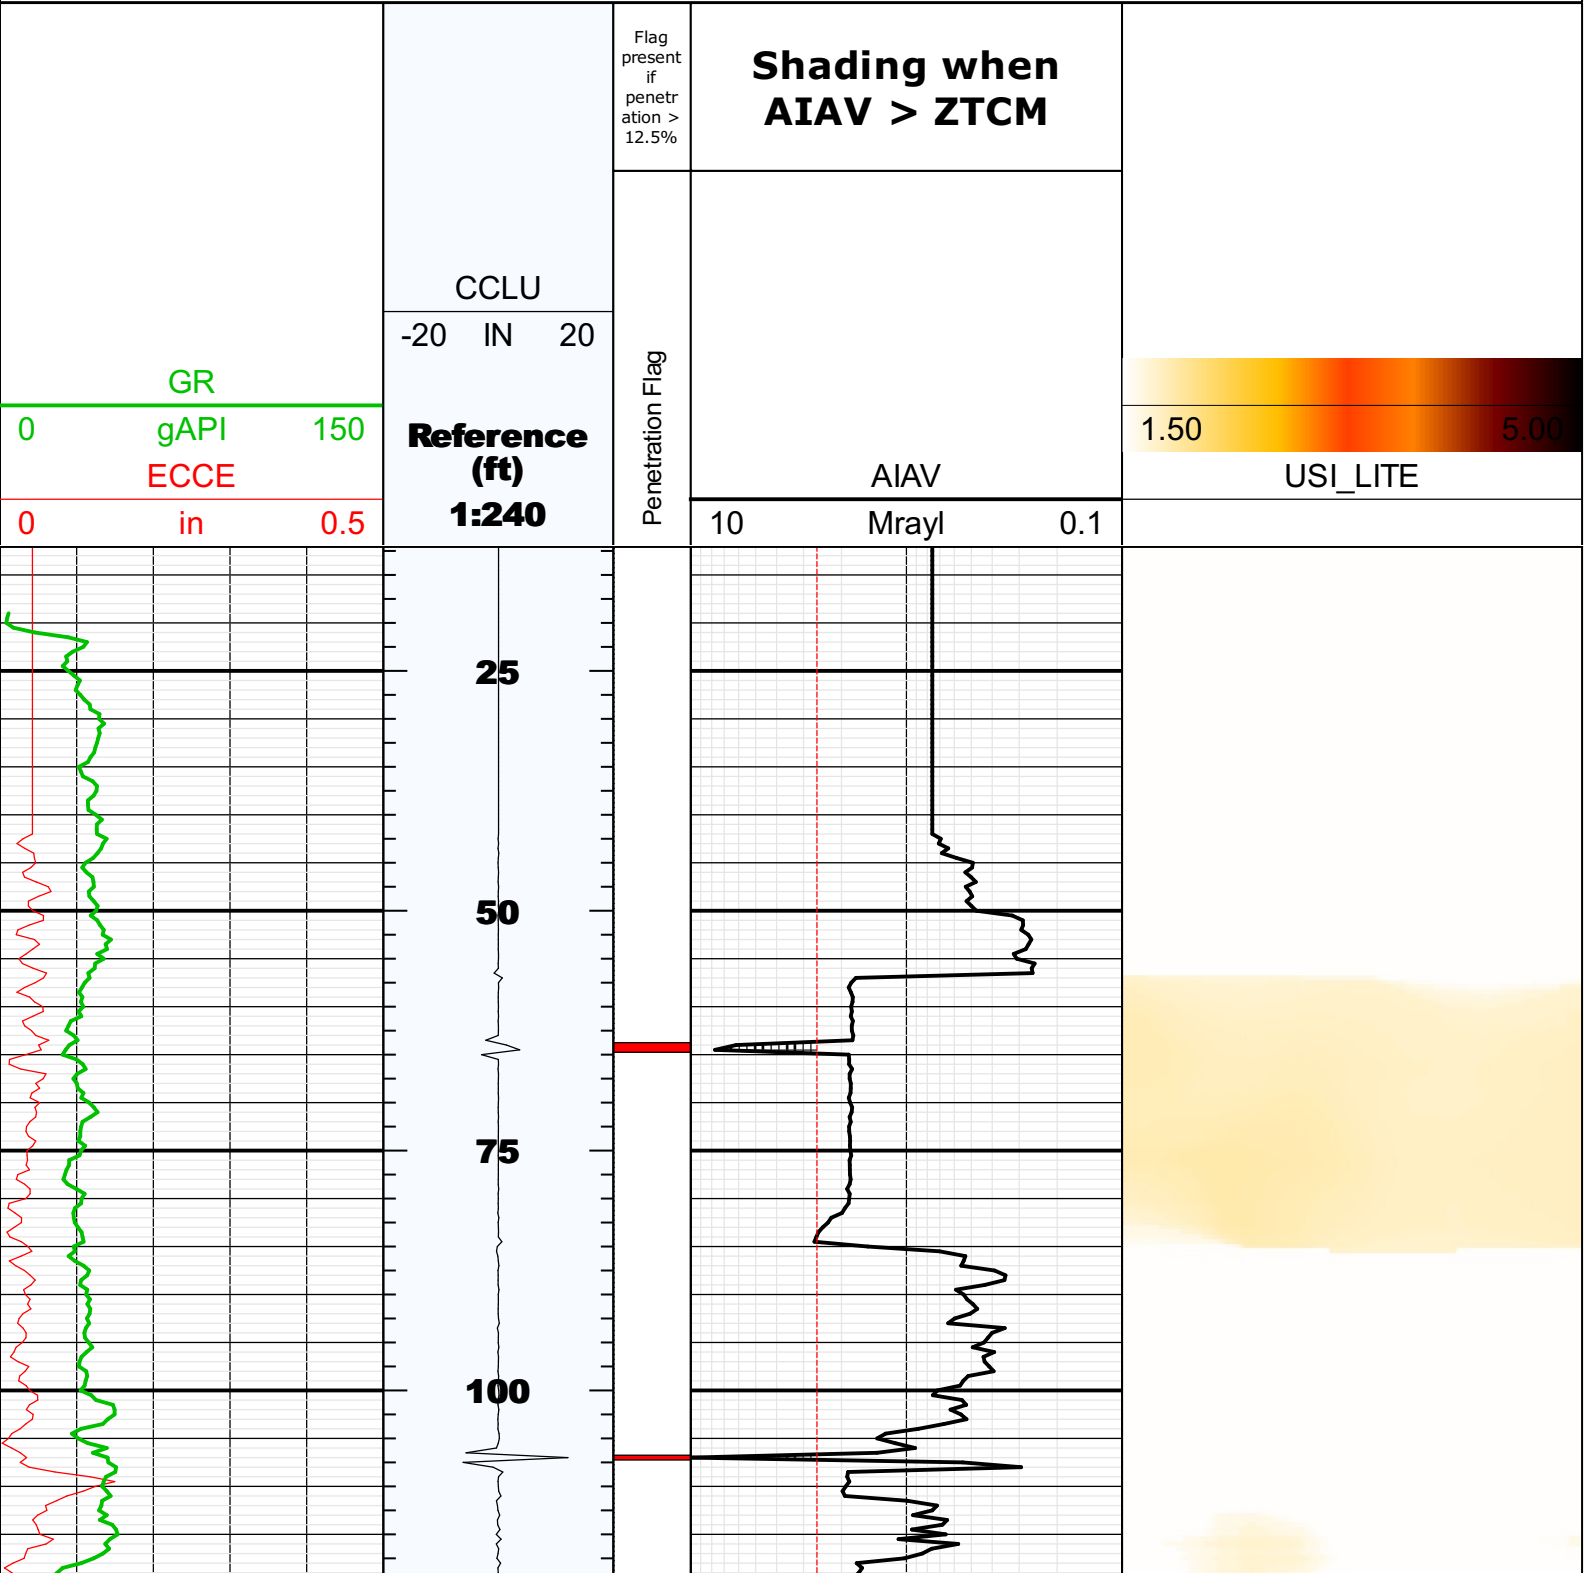 Flag
present
if
penetr
ation >
12.5%
Shading when
AIAV > ZTCM
CCLU
-20 IN 20
GR
0 gAPI 150
ECCE
0 in 0.5
Reference
(ft)
1:240
Penetration Flag
AIAV
10 Mrayl 0.1
1.50 5.00
USI_LITE
25
50
75
100